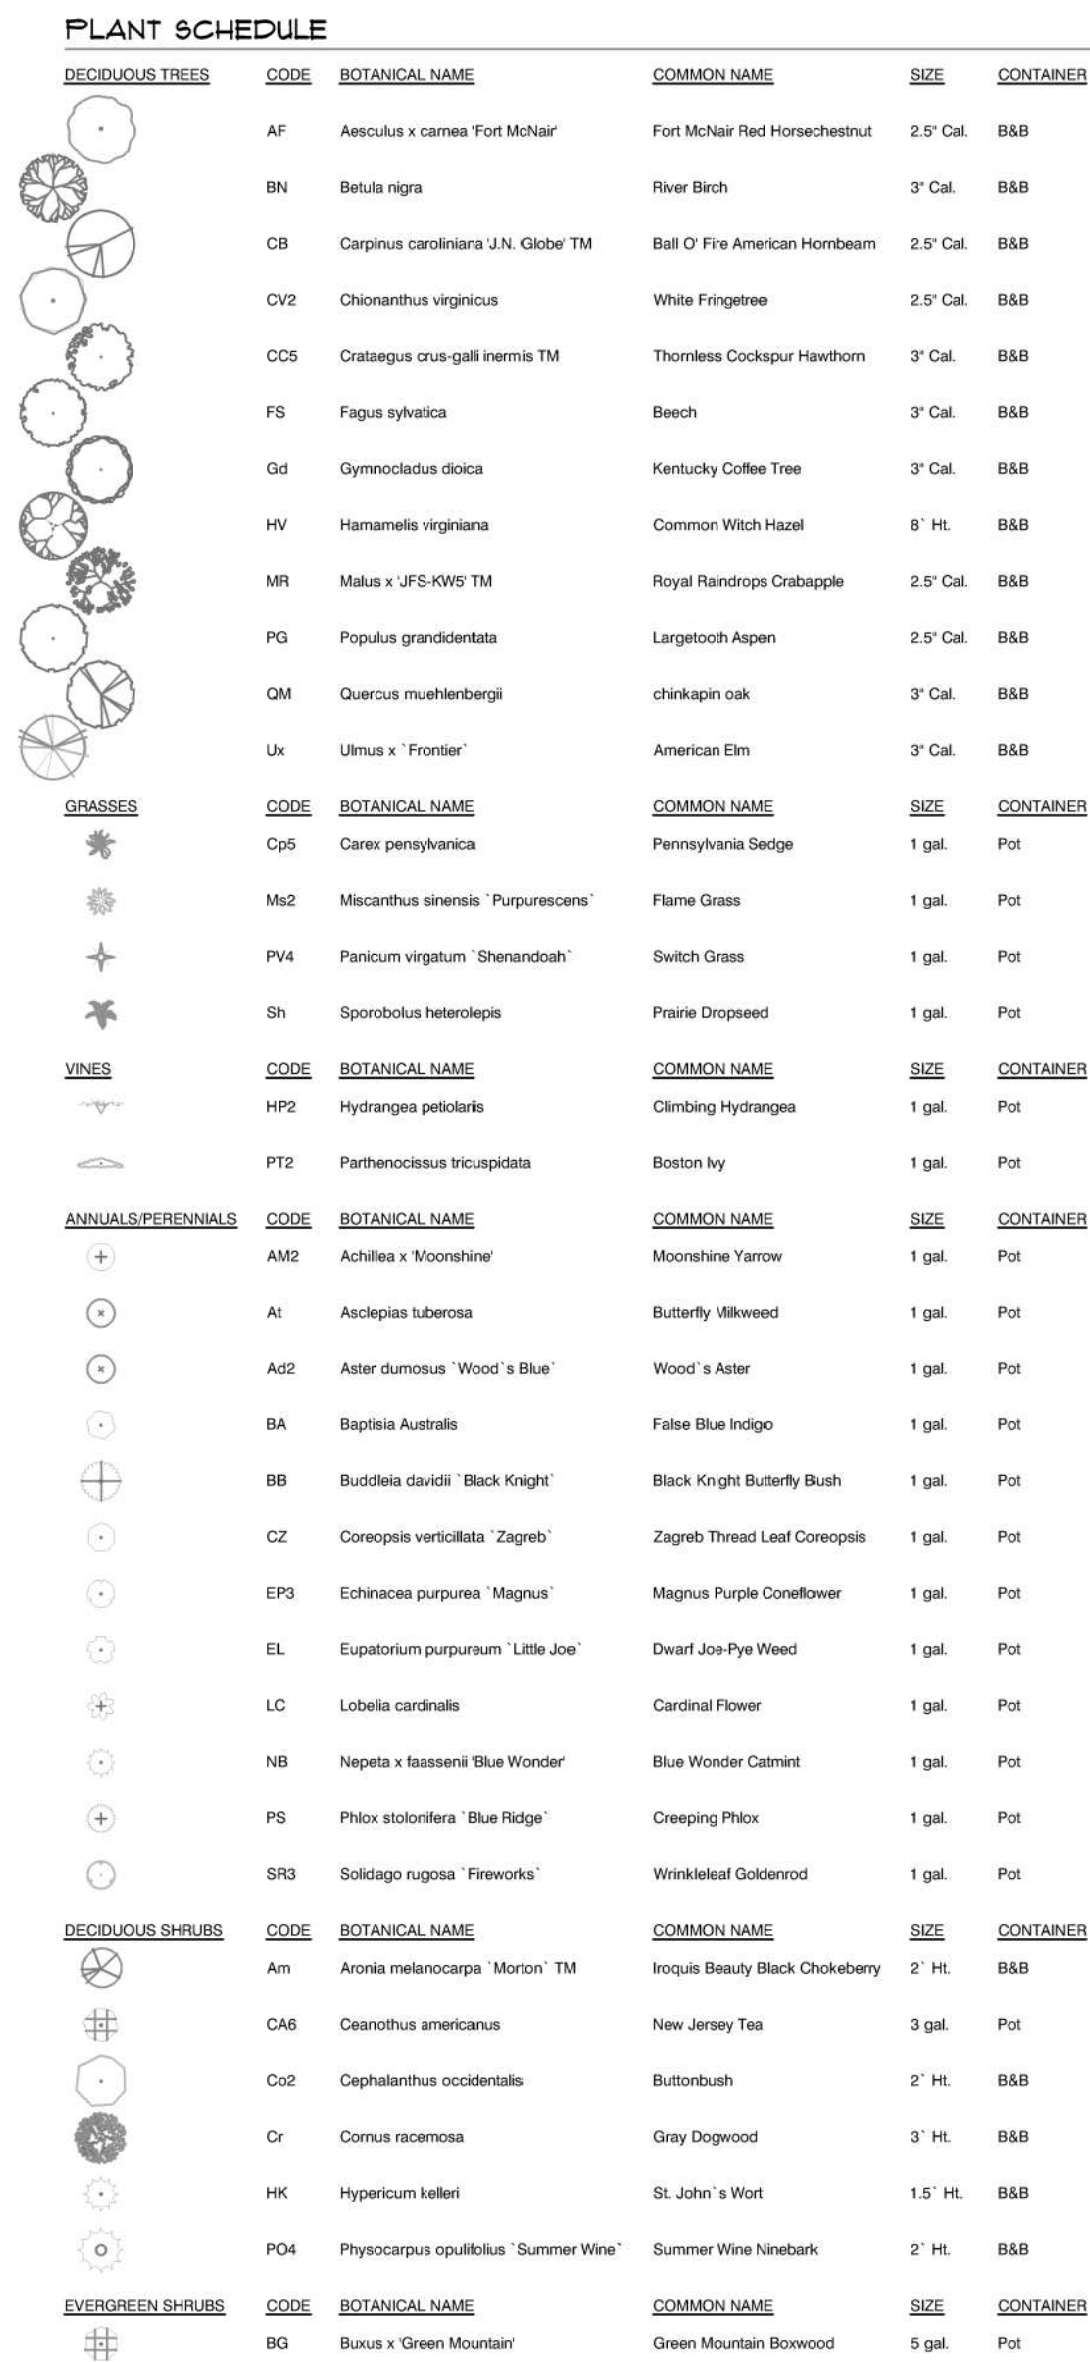 PLANT SCHEDULE
DECIDUOUS TREES CODE BOTANICAL NAME COMMON NAME SIZE CONTAINER
AF Aesculus x carnea 'Fort McNair' Fort McNair Red Horsechestnut 2.5" Cal. B&B
BN Betula nigra River Birch 3" Cal. B&B
CB Carpinus caroliniana 'J.N. Globe' TM Ball O' Fire American Hornbeam 2.5" Cal. B&B
CV2 Chionanthus virginicus White Fringetree 2.5" Cal. B&B
CC5 Crataegus crus-galli inermis TM Thornless Cockspur Hawthorn 3" Cal. B&B
FS Fagus sylvatica Beech 3" Cal. B&B
Gd Gymnocladus dioica Kentucky Coffee Tree 3" Cal. B&B
HV Hamamelis virginiana Common Witch Hazel 8` Ht. B&B
MR Malus x 'JFS-KW5' TM Royal Raindrops Crabapple 2.5" Cal. B&B
PG Populus grandidentata Largetooth Aspen 2.5" Cal. B&B
QM Quercus muehlenbergii chinkapin oak 3" Cal. B&B
Ux Ulmus x `Frontier` American Elm 3" Cal. B&B
GRASSES CODE BOTANICAL NAME COMMON NAME SIZE CONTAINER
Cp5 Carex pensylvanica Pennsylvania Sedge 1 gal. Pot
Ms2 Miscanthus sinensis `Purpurescens` Flame Grass 1 gal. Pot
PV4 Panicum virgatum `Shenandoah` Switch Grass 1 gal. Pot
Sh Sporobolus heterolepis Prairie Dropseed 1 gal. Pot
VINES CODE BOTANICAL NAME COMMON NAME SIZE CONTAINER
HP2 Hydrangea petiolaris Climbing Hydrangea 1 gal. Pot
PT2 Parthenocissus tricuspidata Boston Ivy 1 gal. Pot
ANNUALS/PERENNIALS CODE BOTANICAL NAME COMMON NAME SIZE CONTAINER
AM2 Achillea x 'Moonshine' Moonshine Yarrow 1 gal. Pot
At Asclepias tuberosa Butterfly Milkweed 1 gal. Pot
Ad2 Aster dumosus `Wood`s Blue` Wood`s Aster 1 gal. Pot
BA Baptisia Australis False Blue Indigo 1 gal. Pot
BB Buddleia davidii `Black Knight` Black Knight Butterfly Bush 1 gal. Pot
CZ Coreopsis verticillata `Zagreb` Zagreb Thread Leaf Coreopsis 1 gal. Pot
EP3 Echinacea purpurea `Magnus` Magnus Purple Coneflower 1 gal. Pot
EL Eupatorium purpureum `Little Joe` Dwarf Joe-Pye Weed 1 gal. Pot
LC Lobelia cardinalis Cardinal Flower 1 gal. Pot
NB Nepeta x faassenii 'Blue Wonder' Blue Wonder Catmint 1 gal. Pot
PS Phlox stolonifera `Blue Ridge` Creeping Phlox 1 gal. Pot
SR3 Solidago rugosa `Fireworks` Wrinkleleaf Goldenrod 1 gal. Pot
DECIDUOUS SHRUBS CODE BOTANICAL NAME COMMON NAME SIZE CONTAINER
Am Aronia melanocarpa `Morton` TM Iroquis Beauty Black Chokeberry 2` Ht. B&B
CA6 Ceanothus americanus New Jersey Tea 3 gal. Pot
Co2 Cephalanthus occidentalis Buttonbush 2` Ht. B&B
Cr Cornus racemosa Gray Dogwood 3` Ht. B&B
HK Hypericum kelleri St. John`s Wort 1.5` Ht. B&B
PO4 Physocarpus opulifolius `Summer Wine` Summer Wine Ninebark 2` Ht. B&B
EVERGREEN SHRUBS CODE BOTANICAL NAME COMMON NAME SIZE CONTAINER
BG Buxus x 'Green Mountain' Green Mountain Boxwood 5 gal. Pot